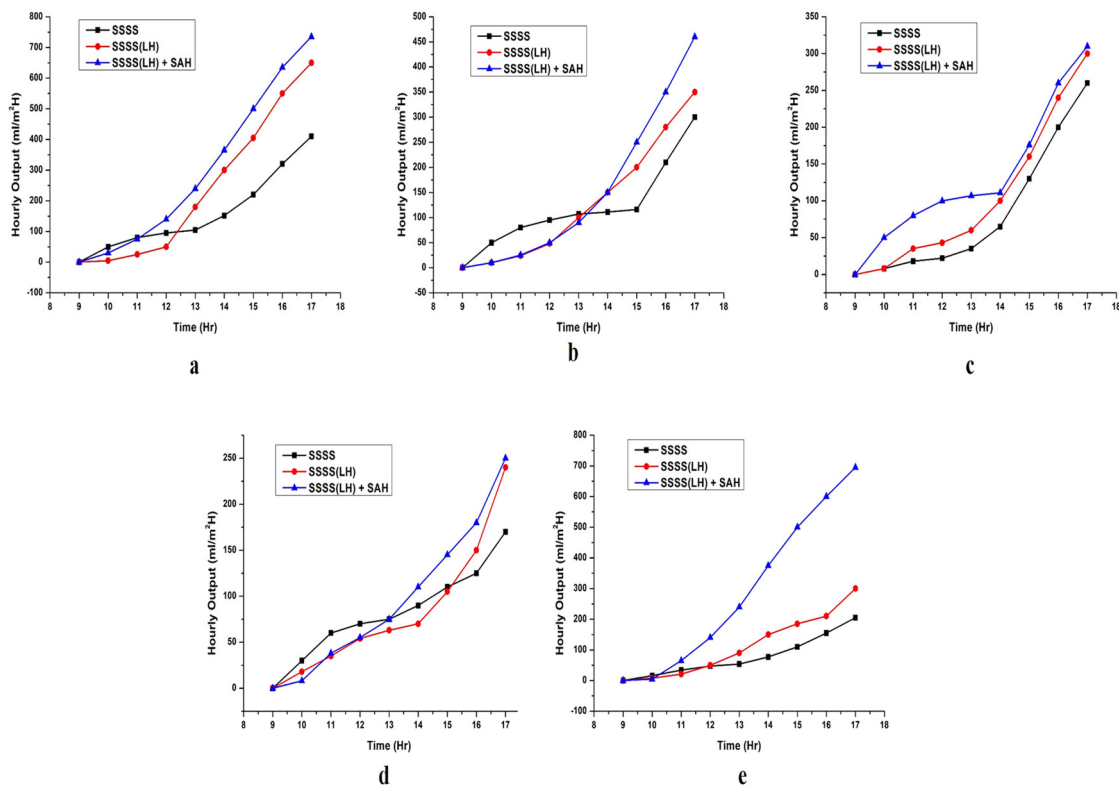 SSSS
SSSS(LH)
SSSS(LH) + SAH
Hourly Output (ml/m²H)
800
700
600
500
400
300
200
100
0
-100
8 9 10 11 12 13 14 15 16 17 18
Time (Hr)
a
SSSS
SSSS(LH)
SSSS(LH) + SAH
Hourly Output (ml/m²H)
500
450
400
350
300
250
200
150
100
50
0
-50
8 9 10 11 12 13 14 15 16 17 18
Time (Hr)
b
SSSS
SSSS(LH)
SSSS(LH) + SAH
Hourly Output (ml/m²H)
350
300
250
200
150
100
50
0
8 9 10 11 12 13 14 15 16 17 18
Time (Hr)
c
SSSS
SSSS(LH)
SSSS(LH) + SAH
Hourly Output (ml/m²H)
250
200
150
100
50
0
8 9 10 11 12 13 14 15 16 17
Time (Hr)
d
SSSS
SSSS(LH)
SSSS(LH) + SAH
Hourly Output (ml/m²H)
800
700
600
500
400
300
200
100
0
-100
8 9 10 11 12 13 14 15 16 17 18
Time (Hr)
e